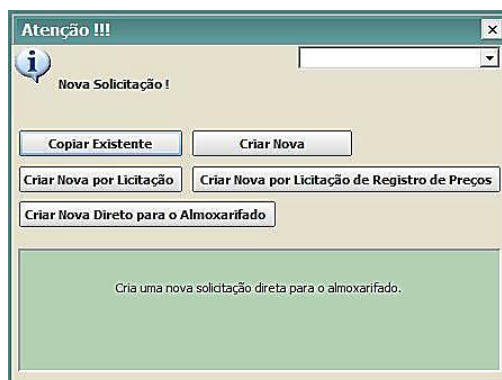 Atenção !!!
Nova Solicitação !
Copiar Existente
Criar Nova
Criar Nova por Licitação
Criar Nova por Licitação de Registro de Preços
Criar Nova Direto para o Almoxarifado
Cria uma nova solicitação direta para o almoxarifado.